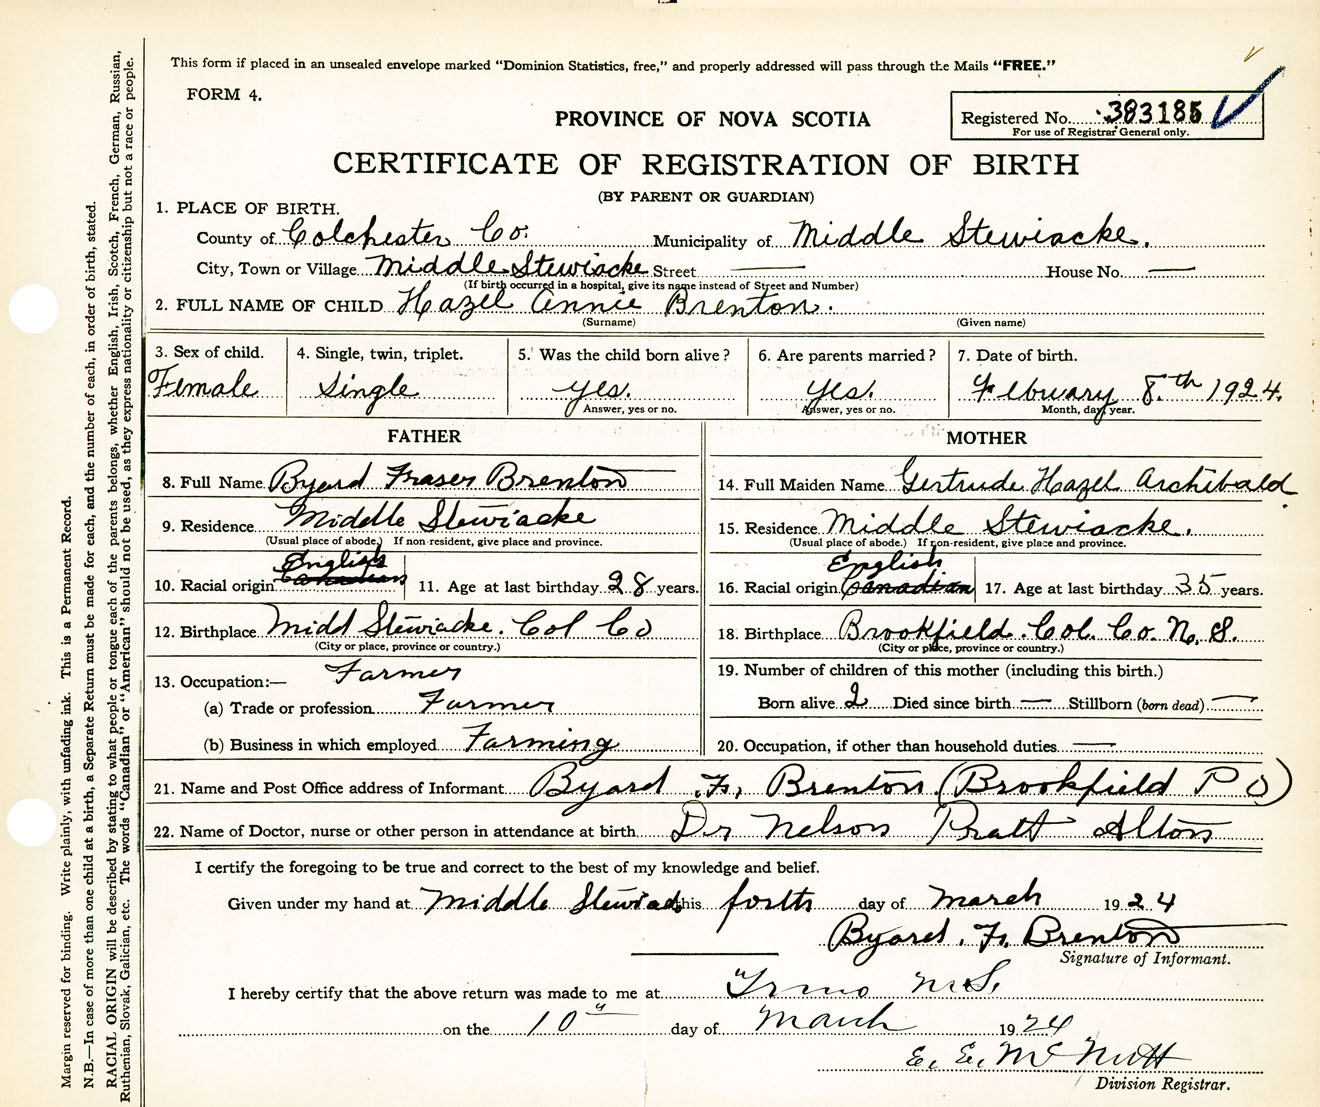 This form if placed in an unsealed envelope marked "Dominion Statistics, free," and properly addressed will pass through the Mails "FREE."
FORM 4.
PROVINCE OF NOVA SCOTIA
Registered No. 383185
For use of Registrar General only.
CERTIFICATE OF REGISTRATION OF BIRTH
(BY PARENT OR GUARDIAN)
1. PLACE OF BIRTH.
County of Colchester Co. Municipality of Middle Stewiacke.
City, Town or Village Middle Stewiacke Street — House No. —
(If birth occurred in a hospital, give its name instead of Street and Number)
2. FULL NAME OF CHILD Hazel Annie Brenton.
(Surname) (Given name)
3. Sex of child. 4. Single, twin, triplet. 5. Was the child born alive? 6. Are parents married? 7. Date of birth.
Female Single yes. yes. February 8.th 1924.
Answer, yes or no. Answer, yes or no. Month, day, year.
FATHER MOTHER
8. Full Name Byard Fraser Brenton 14. Full Maiden Name Gertrude Hazel Archibald.
9. Residence Middle Stewiacke 15. Residence Middle Stewiacke.
(Usual place of abode.) If non-resident, give place and province. (Usual place of abode.) If non-resident, give place and province.
English English
10. Racial origin Canadian 11. Age at last birthday 28 years. 16. Racial origin Canadian 17. Age at last birthday 35 years.
12. Birthplace Midd Stewiacke. Col Co 18. Birthplace Brookfield. Col. Co. N. S.
(City or place, province or country.) (City or place, province or country.)
13. Occupation:— Farmer 19. Number of children of this mother (including this birth.)
(a) Trade or profession Farmer Born alive 2 Died since birth — Stillborn (born dead) —
(b) Business in which employed Farming 20. Occupation, if other than household duties —
21. Name and Post Office address of Informant Byard F. Brenton (Brookfield P O)
22. Name of Doctor, nurse or other person in attendance at birth Dr Nelson Pratt Alton
I certify the foregoing to be true and correct to the best of my knowledge and belief.
Given under my hand at Middle Stewiack this forth day of March 1924
Byard. F. Brenton
Signature of Informant.
I hereby certify that the above return was made to me at Truro N.S.
on the 10" day of March 1924
E. E. McNutt
Division Registrar.
Margin reserved for binding. Write plainly, with unfading ink. This is a Permanent Record.
N.B.—In case of more than one child at a birth, a Separate Return must be made for each, and the number of each, in order of birth, stated.
RACIAL ORIGIN will be described by stating to what people or tongue each of the parents belongs, whether English, Irish, Scotch, French, German, Russian,
Ruthenian, Slovak, Galician, etc. The words "Canadian" or "American" should not be used, as they express nationality or citizenship but not a race or people.